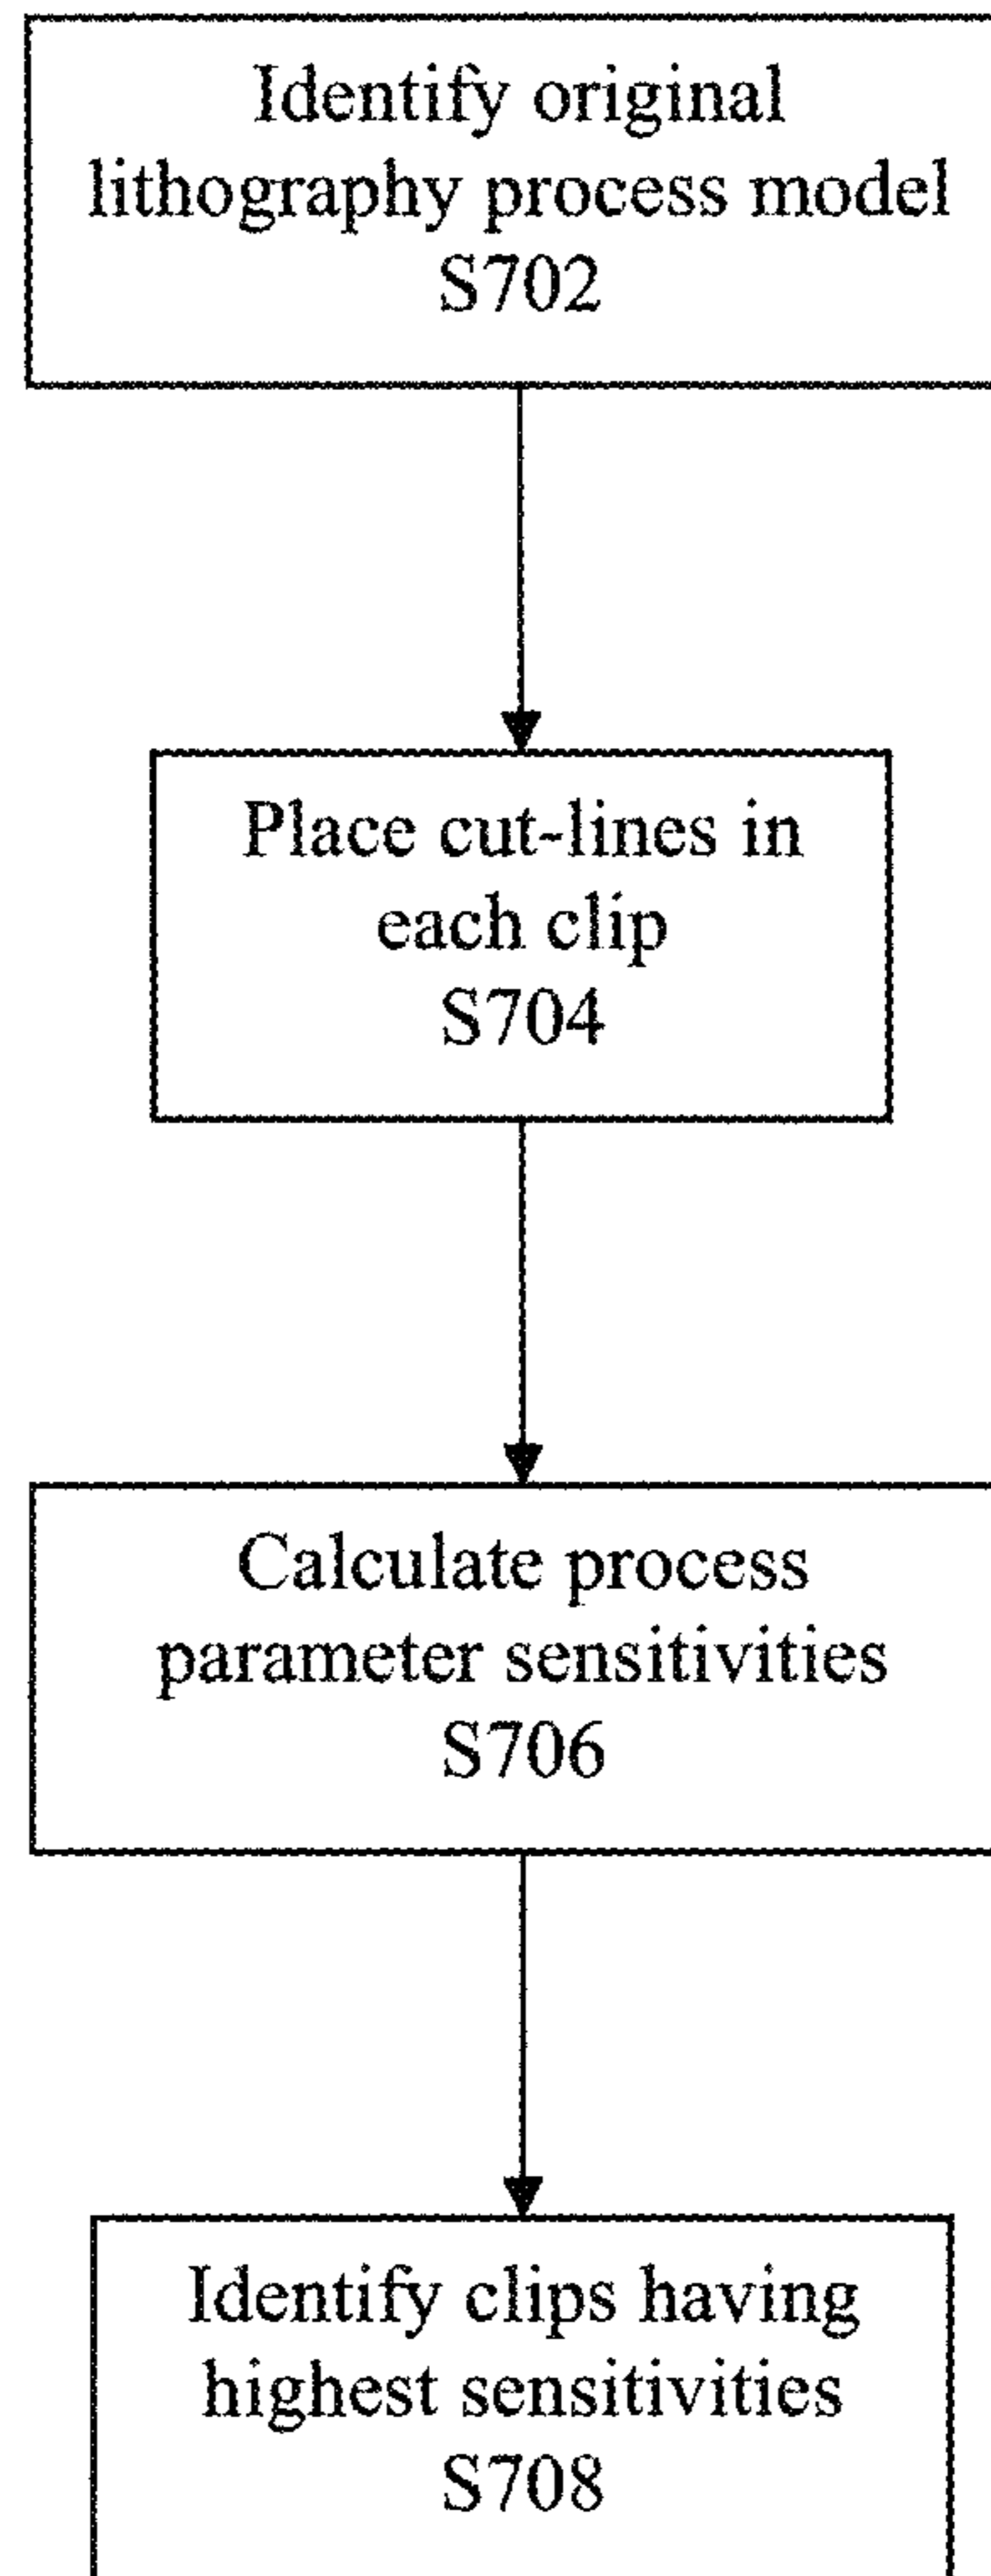 Identify original
lithography process model
S702
Place cut-lines in
each clip
S704
Calculate process
parameter sensitivities
S706
Identify clips having
highest sensitivities
S708